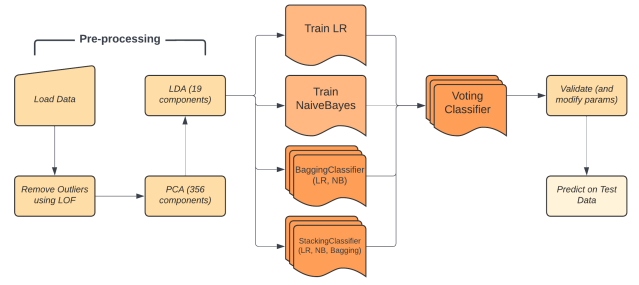 Pre-processing
Load Data
Remove Outliers
using LOF
PCA (356
components)
LDA (19
components)
Train LR
Train
NaiveBayes
BaggingClassifier
(LR, NB)
StackingClassifier
(LR, NB, Bagging)
Voting
Classifier
Validate (and
modify params)
Predict on Test
Data